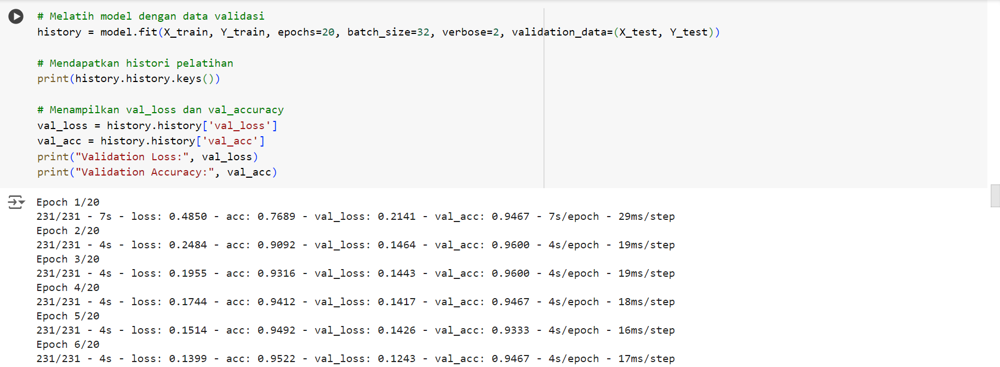 # Melatih model dengan data validasi
history = model.fit(X_train, Y_train, epochs=20, batch_size=32, verbose=2, validation_data=(X_test, Y_test))
# Mendapatkan histori pelatihan
print(history.history.keys())
# Menampilkan val_loss dan val_accuracy
val_loss = history.history['val_loss']
val_acc = history.history['val_acc']
print("Validation Loss:", val_loss)
print("Validation Accuracy:", val_acc)
Epoch 1/20
231/231 - 7s - loss: 0.4850 - acc: 0.7689 - val_loss: 0.2141 - val_acc: 0.9467 - 7s/epoch - 29ms/step
Epoch 2/20
231/231 - 4s - loss: 0.2484 - acc: 0.9092 - val_loss: 0.1464 - val_acc: 0.9600 - 4s/epoch - 19ms/step
Epoch 3/20
231/231 - 4s - loss: 0.1955 - acc: 0.9316 - val_loss: 0.1443 - val_acc: 0.9600 - 4s/epoch - 19ms/step
Epoch 4/20
231/231 - 4s - loss: 0.1744 - acc: 0.9412 - val_loss: 0.1417 - val_acc: 0.9467 - 4s/epoch - 18ms/step
Epoch 5/20
231/231 - 4s - loss: 0.1514 - acc: 0.9492 - val_loss: 0.1426 - val_acc: 0.9333 - 4s/epoch - 16ms/step
Epoch 6/20
231/231 - 4s - loss: 0.1399 - acc: 0.9522 - val_loss: 0.1243 - val_acc: 0.9467 - 4s/epoch - 17ms/step